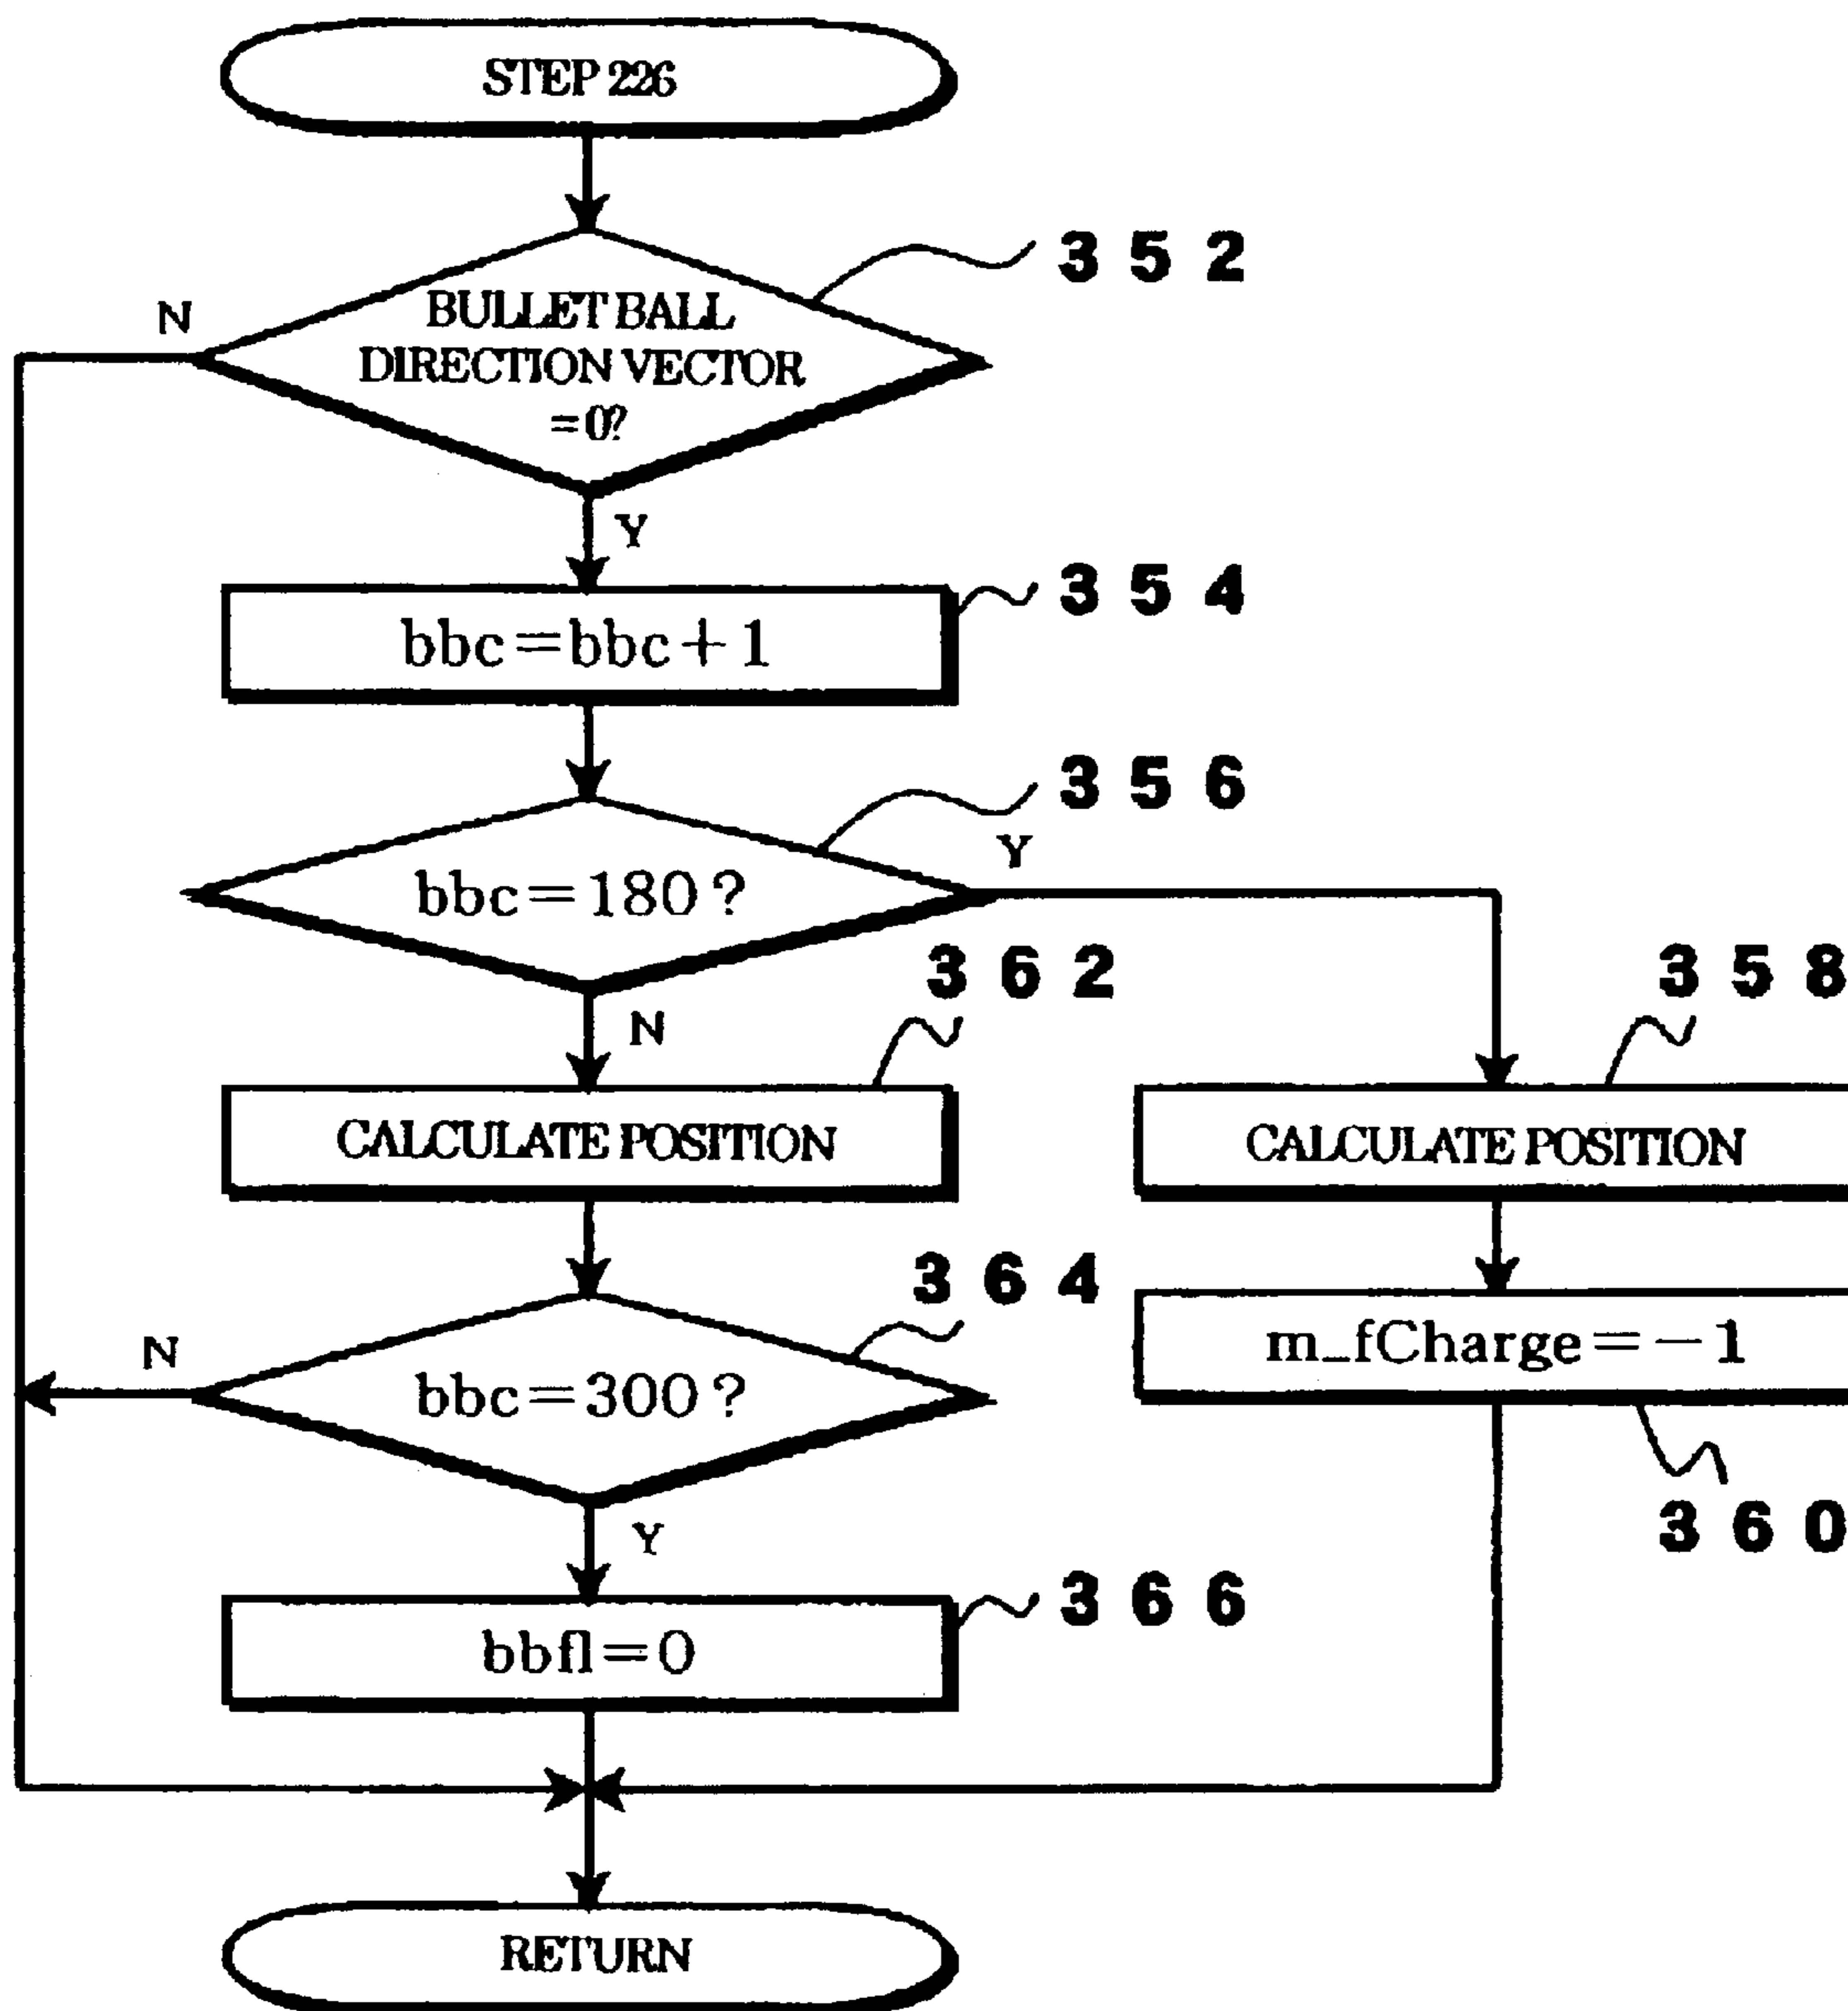 STEP 226
352
N
BULLET BALL
DIRECTION VECTOR
=0?
Y
354
bbc=bbc+1
356
Y
bbc=180?
362
358
N
CALCULATE POSITION
CALCULATE POSITION
364
N
m_fCharge=-1
bbc=300?
360
Y
366
bbfl=0
RETURN